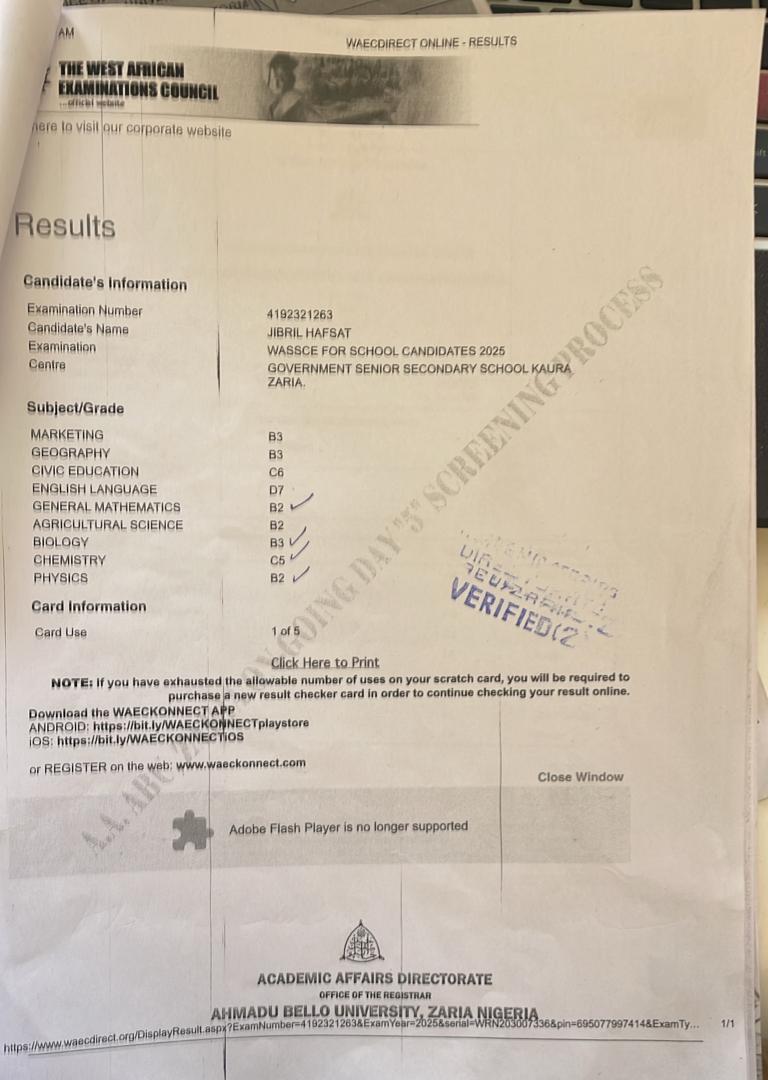 AM
WAECDIRECT ONLINE - RESULTS
THE WEST AFRICAN
EXAMINATIONS COUNCIL
...official website
here to visit our corporate website
Results
Candidate's Information
Examination Number 4192321263
Candidate's Name JIBRIL HAFSAT
Examination WASSCE FOR SCHOOL CANDIDATES 2025
Centre GOVERNMENT SENIOR SECONDARY SCHOOL KAURA
ZARIA.
Subject/Grade
MARKETING B3
GEOGRAPHY B3
CIVIC EDUCATION C6
ENGLISH LANGUAGE D7
GENERAL MATHEMATICS B2
AGRICULTURAL SCIENCE B2
BIOLOGY B3
CHEMISTRY C5
PHYSICS B2
VERIFIED(2
Card Information
Card Use 1 of 5
Click Here to Print
NOTE: If you have exhausted the allowable number of uses on your scratch card, you will be required to
purchase a new result checker card in order to continue checking your result online.
Download the WAECKONNECT APP
ANDROID: https://bit.ly/WAECKONNECTplaystore
iOS: https://bit.ly/WAECKONNECTiOS
or REGISTER on the web: www.waeckonnect.com
Close Window
A.A. ABU ON GOING DAY "5" SCREENING PROCESS
Adobe Flash Player is no longer supported
ACADEMIC AFFAIRS DIRECTORATE
OFFICE OF THE REGISTRAR
AHMADU BELLO UNIVERSITY, ZARIA NIGERIA
https://www.waecdirect.org/DisplayResult.aspx?ExamNumber=4192321263&ExamYear=2025&serial=WRN203007336&pin=695077997414&ExamTy... 1/1